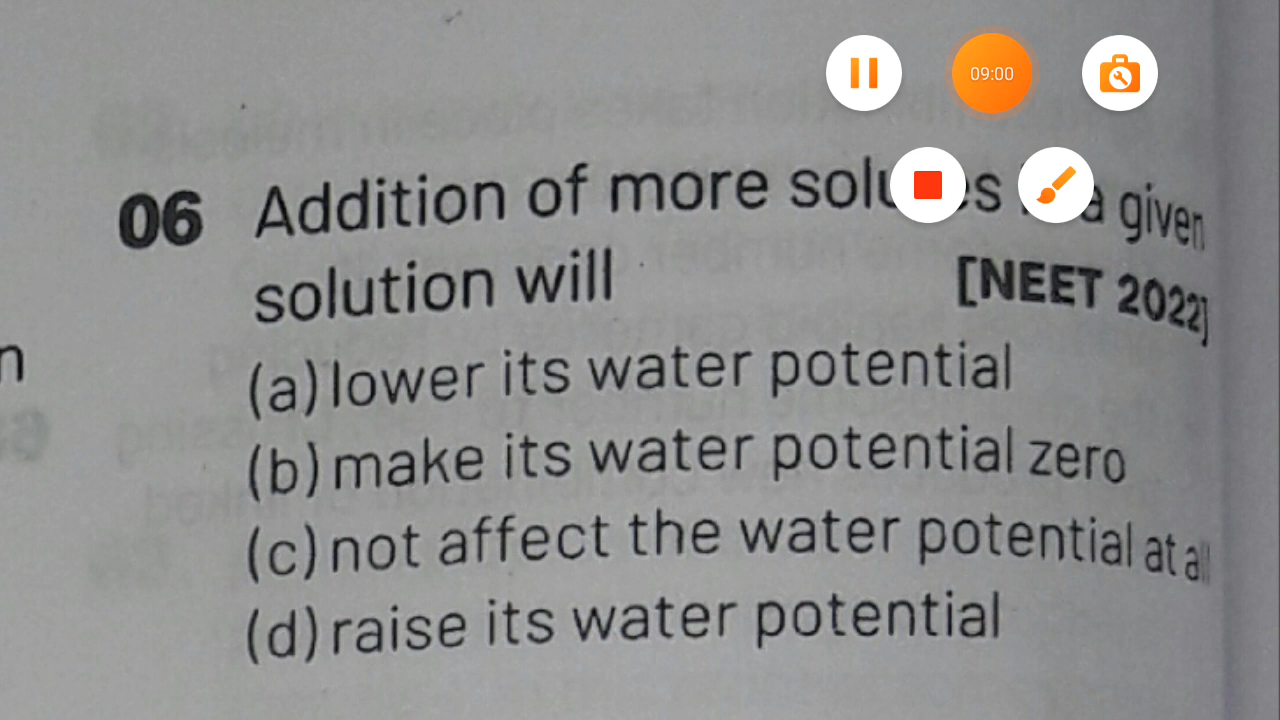 09:00
06 Addition of more solu es a given
solution will [NEET 2022]
(a) lower its water potential
(b) make its water potential zero
(c) not affect the water potential at all
(d) raise its water potential
n